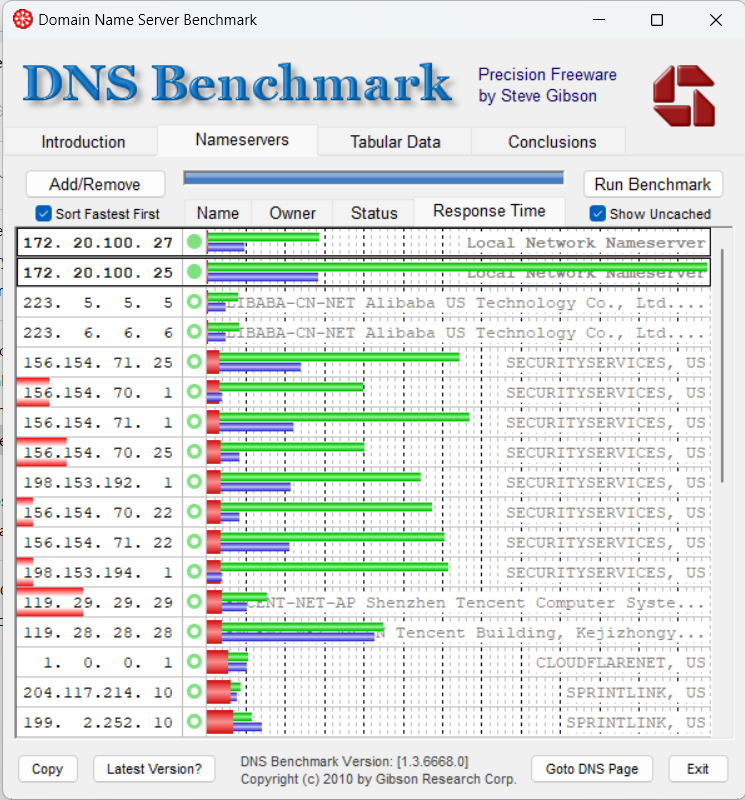 Domain Name Server Benchmark
DNS Benchmark
Precision Freeware
by Steve Gibson
Introduction
Nameservers
Tabular Data
Conclusions
Add/Remove
Run Benchmark
Sort Fastest First
Name
Owner
Status
Response Time
Show Uncached
172. 20.100. 27 Local Network Nameserver
172. 20.100. 25 Local Network Nameserver
223. 5. 5. 5 LIBABA-CN-NET Alibaba US Technology Co., Ltd....
223. 6. 6. 6 LIBABA-CN-NET Alibaba US Technology Co., Ltd....
156.154. 71. 25 SECURITYSERVICES, US
156.154. 70. 1 SECURITYSERVICES, US
156.154. 71. 1 SECURITYSERVICES, US
156.154. 70. 25 SECURITYSERVICES, US
198.153.192. 1 SECURITYSERVICES, US
156.154. 70. 22 SECURITYSERVICES, US
156.154. 71. 22 SECURITYSERVICES, US
198.153.194. 1 SECURITYSERVICES, US
119. 29. 29. 29 CENT-NET-AP Shenzhen Tencent Computer Syste...
119. 28. 28. 28 Tencent Building, Kejizhongy...
1. 0. 0. 1 CLOUDFLARENET, US
204.117.214. 10 SPRINTLINK, US
199. 2.252. 10 SPRINTLINK, US
Copy
Latest Version?
DNS Benchmark Version: [1.3.6668.0]
Copyright (c) 2010 by Gibson Research Corp.
Goto DNS Page
Exit